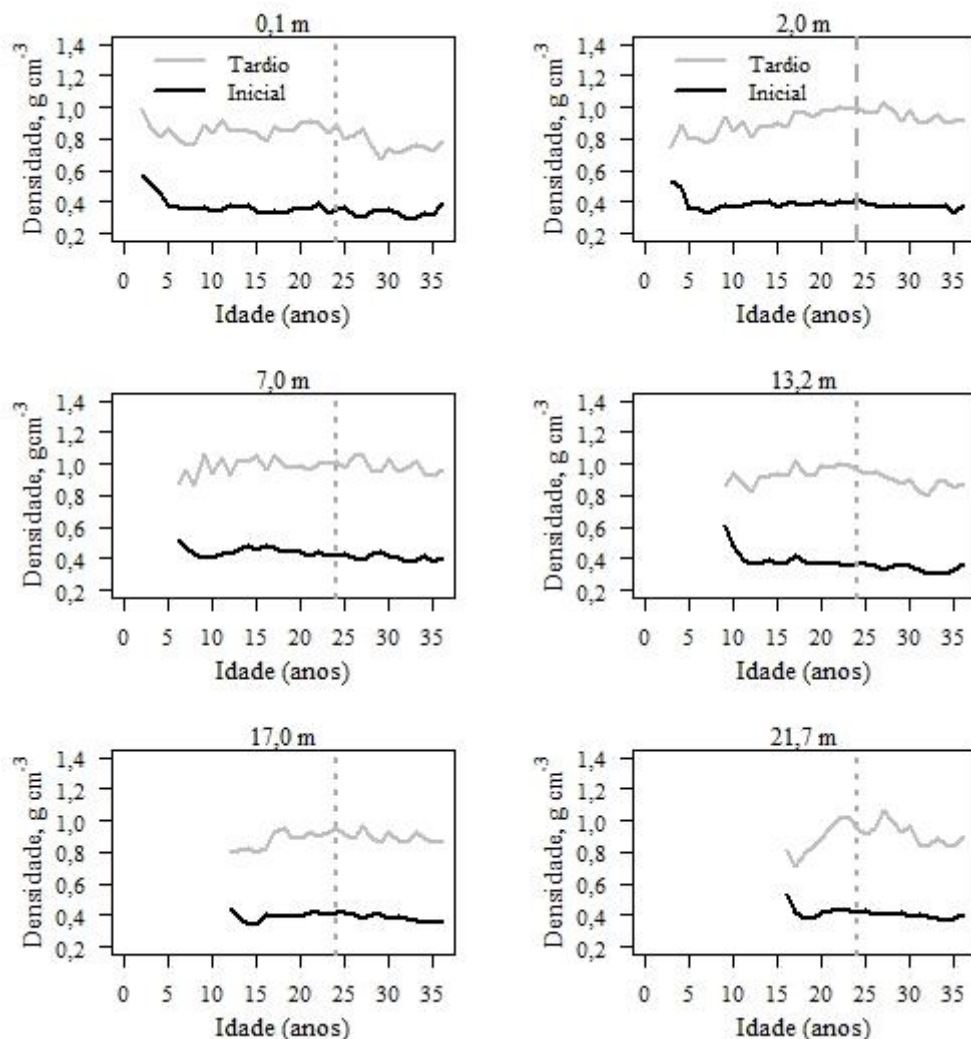 0,1 m
Densidade, g cm-3
1,4
1,2
1,0
0,8
0,6
0,4
0,2
Tardio
Inicial
0 5 10 15 20 25 30 35
Idade (anos)
2,0 m
Densidade, g cm-3
1,4
1,2
1,0
0,8
0,6
0,4
0,2
Tardio
Inicial
0 5 10 15 20 25 30 35
Idade (anos)
7,0 m
Densidade, gcm-3
1,4
1,2
1,0
0,8
0,6
0,4
0,2
0 5 10 15 20 25 30 35
Idade (anos)
13,2 m
Densidade, g cm-3
1,4
1,2
1,0
0,8
0,6
0,4
0,2
0 5 10 15 20 25 30 35
Idade (anos)
17,0 m
Densidade, g cm-3
1,4
1,2
1,0
0,8
0,6
0,4
0,2
0 5 10 15 20 25 30 35
Idade (anos)
21,7 m
Densidade, g cm-3
1,4
1,2
1,0
0,8
0,6
0,4
0,2
0 5 10 15 20 25 30 35
Idade (anos)